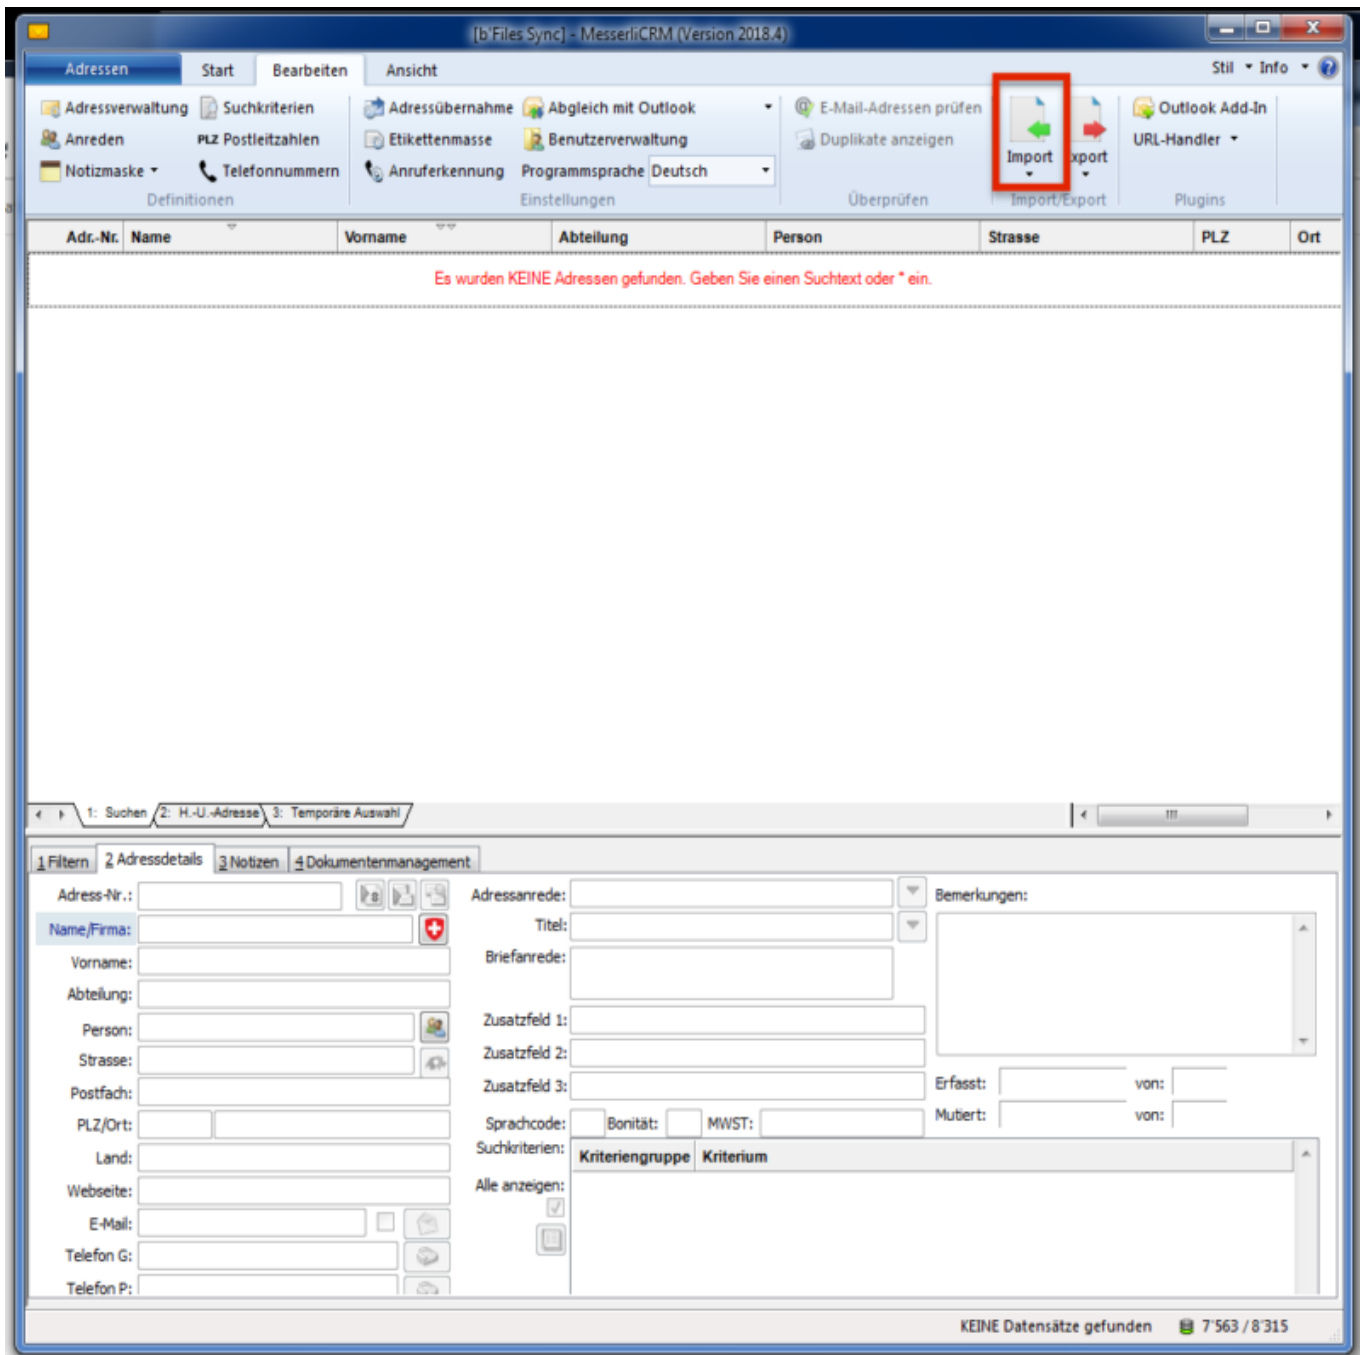 [b'Files Sync] - MesserliCRM (Version 2018.4)
Adressen Start Bearbeiten Ansicht Stil Info
Adressverwaltung Suchkriterien Adressübernahme Abgleich mit Outlook E-Mail-Adressen prüfen Outlook Add-In
Anreden PLZ Postleitzahlen Etikettenmasse Benutzerverwaltung Duplikate anzeigen Import xport URL-Handler
Notizmaske Telefonnummern Anruferkennung Programmsprache Deutsch
Definitionen Einstellungen Überprüfen Import/Export Plugins
Adr.-Nr. Name Vorname Abteilung Person Strasse PLZ Ort
Es wurden KEINE Adressen gefunden. Geben Sie einen Suchtext oder * ein.
1: Suchen 2: H.-U.-Adresse 3: Temporäre Auswahl
1 Filtern 2 Adressdetails 3 Notizen 4 Dokumentenmanagement
Adress-Nr.: Adressanrede: Bemerkungen:
Name/Firma: Titel:
Vorname: Briefanrede:
Abteilung:
Person: Zusatzfeld 1:
Strasse: Zusatzfeld 2:
Postfach: Zusatzfeld 3: Erfasst: von:
PLZ/Ort: Sprachcode: Bonität: MWST: Mutiert: von:
Land: Suchkriterien: Kriteriengruppe Kriterium
Webseite: Alle anzeigen:
E-Mail:
Telefon G:
Telefon P:
KEINE Datensätze gefunden 7'563 / 8'315